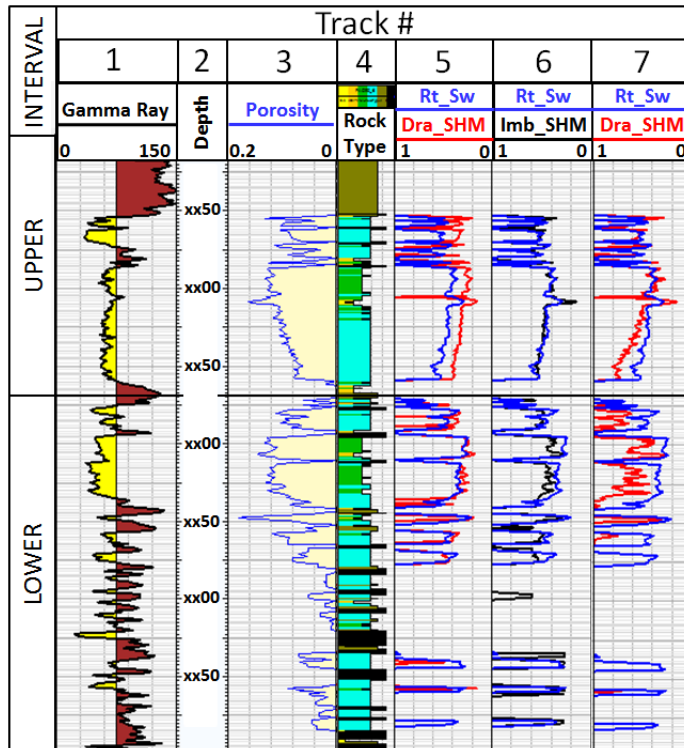 Track #
INTERVAL
1 2 3 4 5 6 7
Gamma Ray
Depth
Porosity
Rock
Type
Rt_Sw
Dra_SHM
Rt_Sw
Imb_SHM
Rt_Sw
Dra_SHM
0 150
0.2 0
1 0
1 0
1 0
UPPER
xx50
xx00
xx50
LOWER
xx00
xx50
xx00
xx50